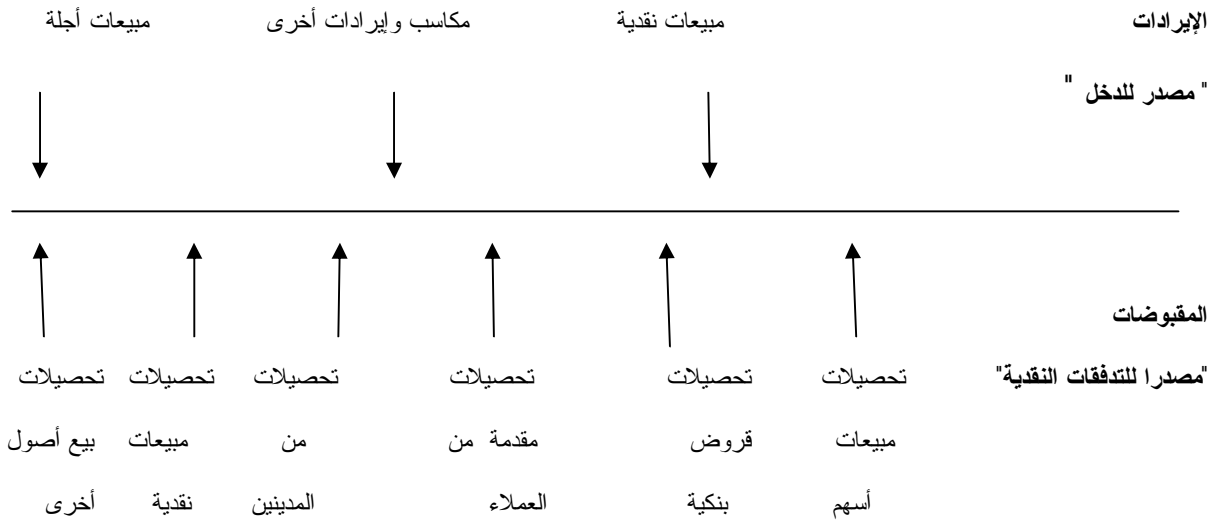 الإيرادات مبيعات نقدية مكاسب وإيرادات أخرى مبيعات أجلة
" مصدر للدخل "
المقبوضات
"مصدرا للتدفقات النقدية" تحصيلات تحصيلات تحصيلات تحصيلات تحصيلات تحصيلات
مبيعات قروض مقدمة من من مبيعات بيع أصول
أسهم بنكية العملاء المدينين نقدية أخرى